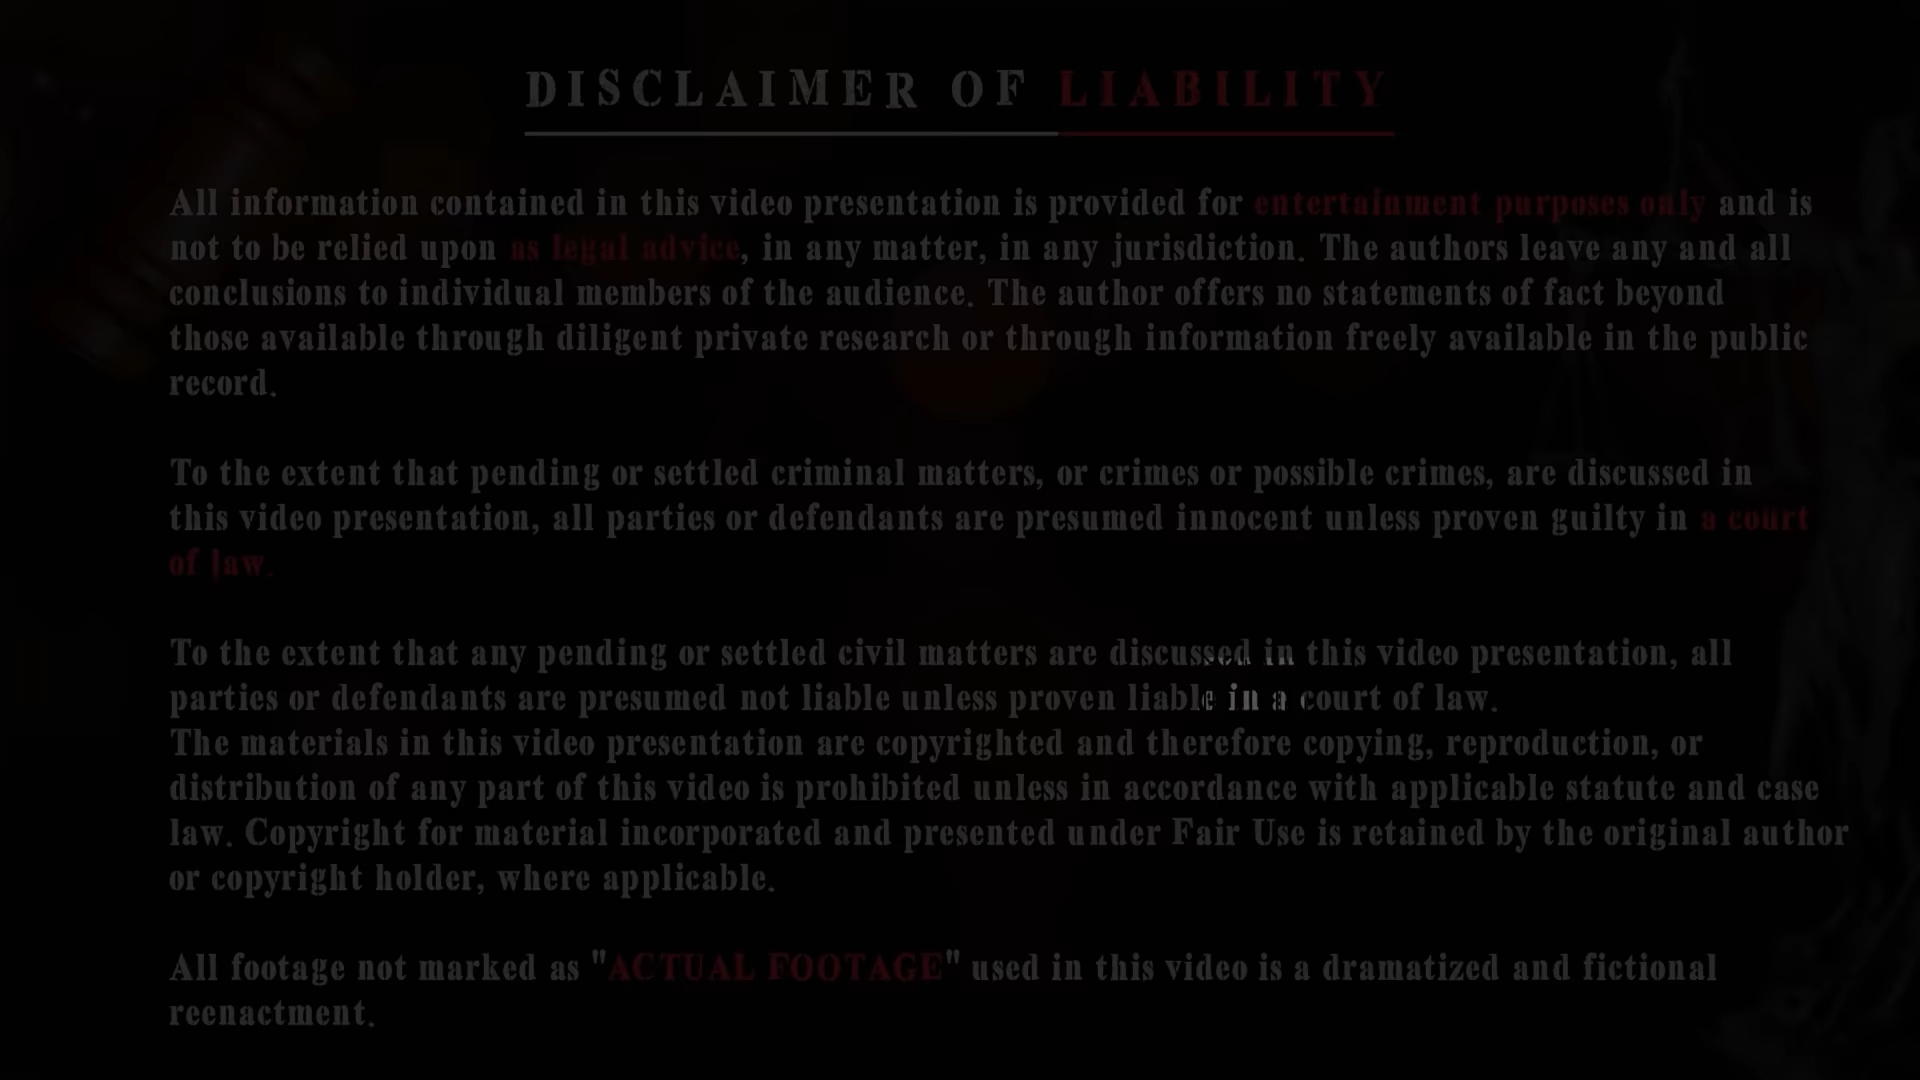 DISCLAIMER OF LIABILITY
All information contained in this video presentation is provided for entertainment purposes only and is
not to be relied upon as legal advice, in any matter, in any jurisdiction. The authors leave any and all
conclusions to individual members of the audience. The author offers no statements of fact beyond
those available through diligent private research or through information freely available in the public
record.
To the extent that pending or settled criminal matters, or crimes or possible crimes, are discussed in
this video presentation, all parties or defendants are presumed innocent unless proven guilty in a court
of law.
To the extent that any pending or settled civil matters are discussed in this video presentation, all
parties or defendants are presumed not liable unless proven liable in a court of law.
The materials in this video presentation are copyrighted and therefore copying, reproduction, or
distribution of any part of this video is prohibited unless in accordance with applicable statute and case
law. Copyright for material incorporated and presented under Fair Use is retained by the original author
or copyright holder, where applicable.
All footage not marked as "ACTUAL FOOTAGE" used in this video is a dramatized and fictional
reenactment.